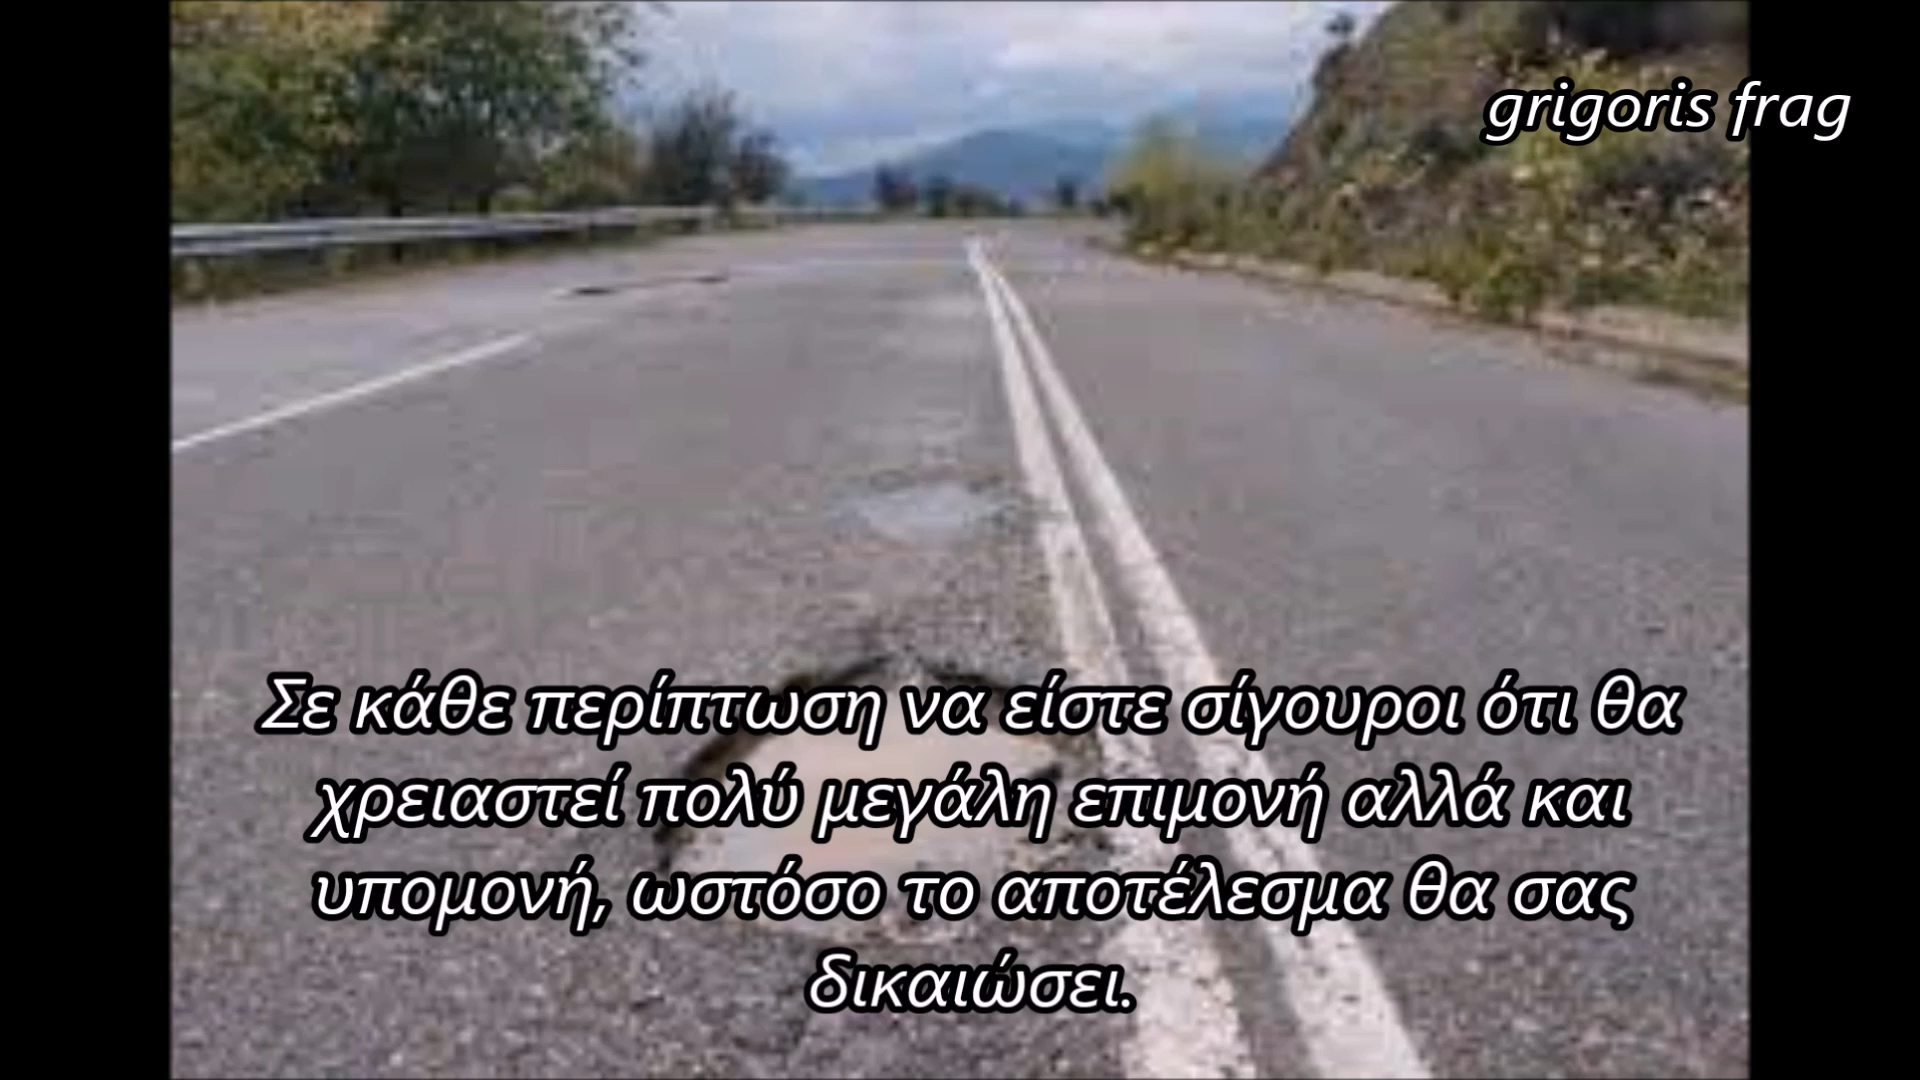 grigoris frag
Σε κάθε περίπτωση να είστε σίγουροι ότι θα
χρειαστεί πολύ μεγάλη επιμονή αλλά και
υπομονή, ωστόσο το αποτέλεσμα θα σας
δικαιώσει.